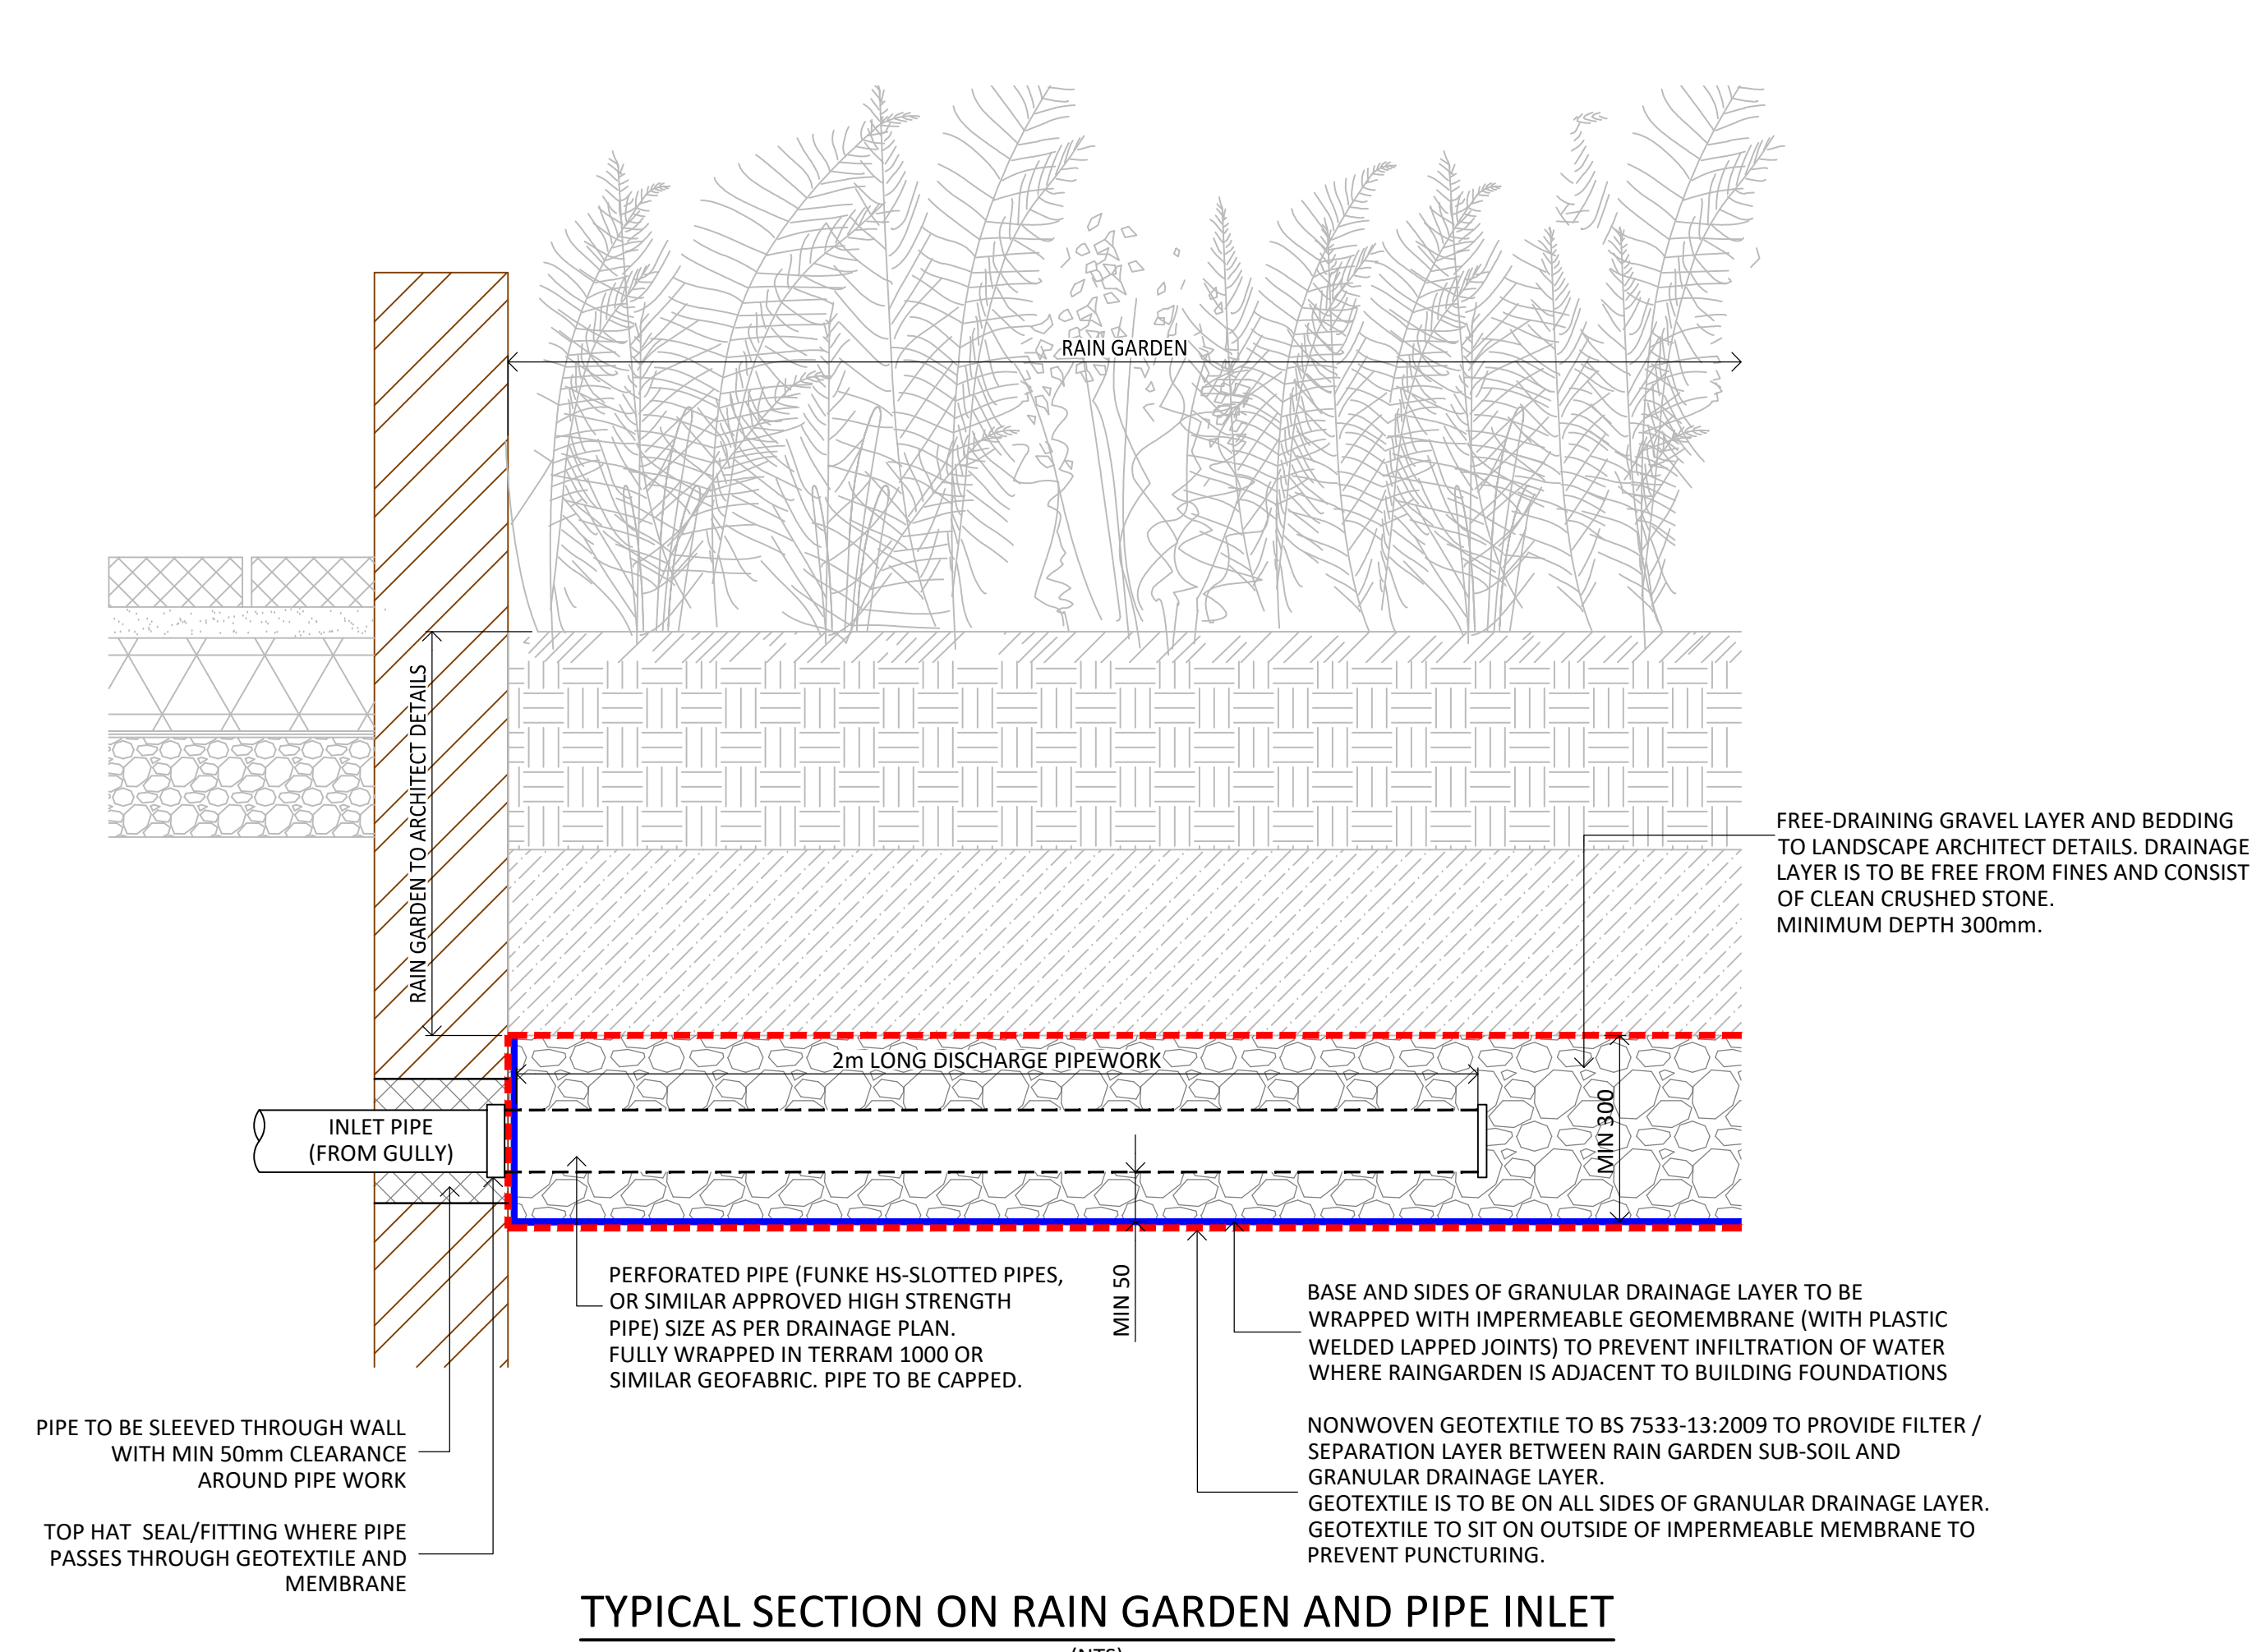 RAIN GARDEN
RAIN GARDEN TO ARCHITECT DETAILS
FREE-DRAINING GRAVEL LAYER AND BEDDING
TO LANDSCAPE ARCHITECT DETAILS. DRAINAGE
LAYER IS TO BE FREE FROM FINES AND CONSIST
OF CLEAN CRUSHED STONE.
MINIMUM DEPTH 300mm.
2m LONG DISCHARGE PIPEWORK
MIN 300
INLET PIPE
(FROM GULLY)
MIN 50
PERFORATED PIPE (FUNKE HS-SLOTTED PIPES,
OR SIMILAR APPROVED HIGH STRENGTH
PIPE) SIZE AS PER DRAINAGE PLAN.
FULLY WRAPPED IN TERRAM 1000 OR
SIMILAR GEOFABRIC. PIPE TO BE CAPPED.
BASE AND SIDES OF GRANULAR DRAINAGE LAYER TO BE
WRAPPED WITH IMPERMEABLE GEOMEMBRANE (WITH PLASTIC
WELDED LAPPED JOINTS) TO PREVENT INFILTRATION OF WATER
WHERE RAINGARDEN IS ADJACENT TO BUILDING FOUNDATIONS
PIPE TO BE SLEEVED THROUGH WALL
WITH MIN 50mm CLEARANCE
AROUND PIPE WORK
NONWOVEN GEOTEXTILE TO BS 7533-13:2009 TO PROVIDE FILTER /
SEPARATION LAYER BETWEEN RAIN GARDEN SUB-SOIL AND
GRANULAR DRAINAGE LAYER.
GEOTEXTILE IS TO BE ON ALL SIDES OF GRANULAR DRAINAGE LAYER.
GEOTEXTILE TO SIT ON OUTSIDE OF IMPERMEABLE MEMBRANE TO
PREVENT PUNCTURING.
TOP HAT SEAL/FITTING WHERE PIPE
PASSES THROUGH GEOTEXTILE AND
MEMBRANE
TYPICAL SECTION ON RAIN GARDEN AND PIPE INLET
(NTS)